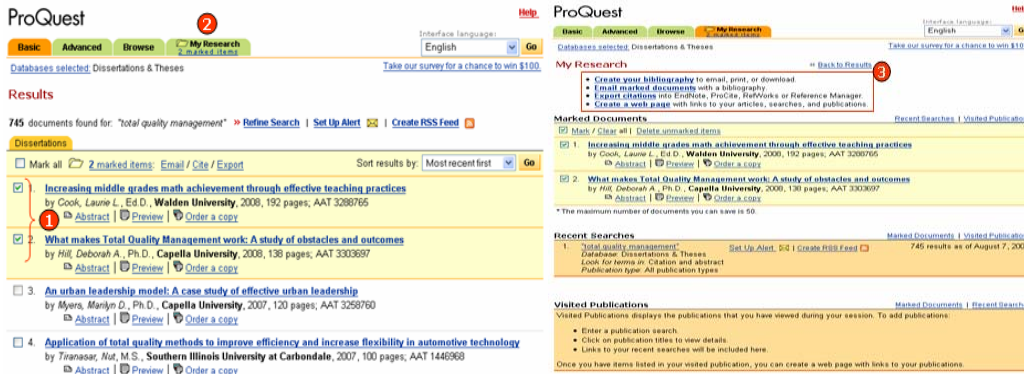 ProQuest
Help
2
Interface language:
English
Go
Basic
Advanced
Browse
My Research
2 marked items
Databases selected: Dissertations & Theses
Take our survey for a chance to win $100.
Results
745 documents found for: "total quality management" » Refine Search | Set Up Alert | Create RSS Feed
Dissertations
Mark all 2 marked items: Email / Cite / Export
Sort results by: Most recent first Go
1. Increasing middle grades math achievement through effective teaching practices
by Cook, Laurie L., Ed.D., Walden University, 2008, 192 pages; AAT 3288765
Abstract | Preview | Order a copy
1
2. What makes Total Quality Management work: A study of obstacles and outcomes
by Hill, Deborah A., Ph.D., Capella University, 2008, 138 pages; AAT 3303697
Abstract | Preview | Order a copy
3. An urban leadership model: A case study of effective urban leadership
by Myers, Marilyn D., Ph.D., Capella University, 2007, 120 pages; AAT 3258760
Abstract | Preview | Order a copy
4. Application of total quality methods to improve efficiency and increase flexibility in automotive technology
by Tiranasar, Nut, M.S., Southern Illinois University at Carbondale, 2007, 100 pages; AAT 1446968
Abstract | Preview | Order a copy
ProQuest
Hel
Interface language:
English
G
Basic
Advanced
Browse
My Research
2 marked items
Databases selected: Dissertations & Theses
Take our survey for a chance to win $10
My Research
« Back to Results
3
Create your bibliography to email, print, or download.
Email marked documents with a bibliography.
Export citations into EndNote, ProCite, RefWorks or Reference Manager.
Create a web page with links to your articles, searches, and publications.
Marked Documents
Recent Searches | Visited Publicatio
Mark / Clear all | Delete unmarked items
1. Increasing middle grades math achievement through effective teaching practices
by Cook, Laurie L., Ed.D., Walden University, 2008, 192 pages; AAT 3288765
Abstract | Preview | Order a copy
2. What makes Total Quality Management work: A study of obstacles and outcomes
by Hill, Deborah A., Ph.D., Capella University, 2008, 138 pages; AAT 3303697
Abstract | Preview | Order a copy
* The maximum number of documents you can save is 50.
Recent Searches
Marked Documents | Visited Publicatio
1. "total quality management" Set Up Alert | Create RSS Feed 745 results as of August 7, 200
Database: Dissertations & Theses
Look for terms in: Citation and abstract
Publication type: All publication types
Visited Publications
Marked Documents | Recent Search
Visited Publications displays the publications that you have viewed during your session. To add publications:
Enter a publication search.
Click on publication titles to view details.
Links to your recent searches will be included here.
Once you have items listed in your visited publication, you can create a web page with links to your publications.